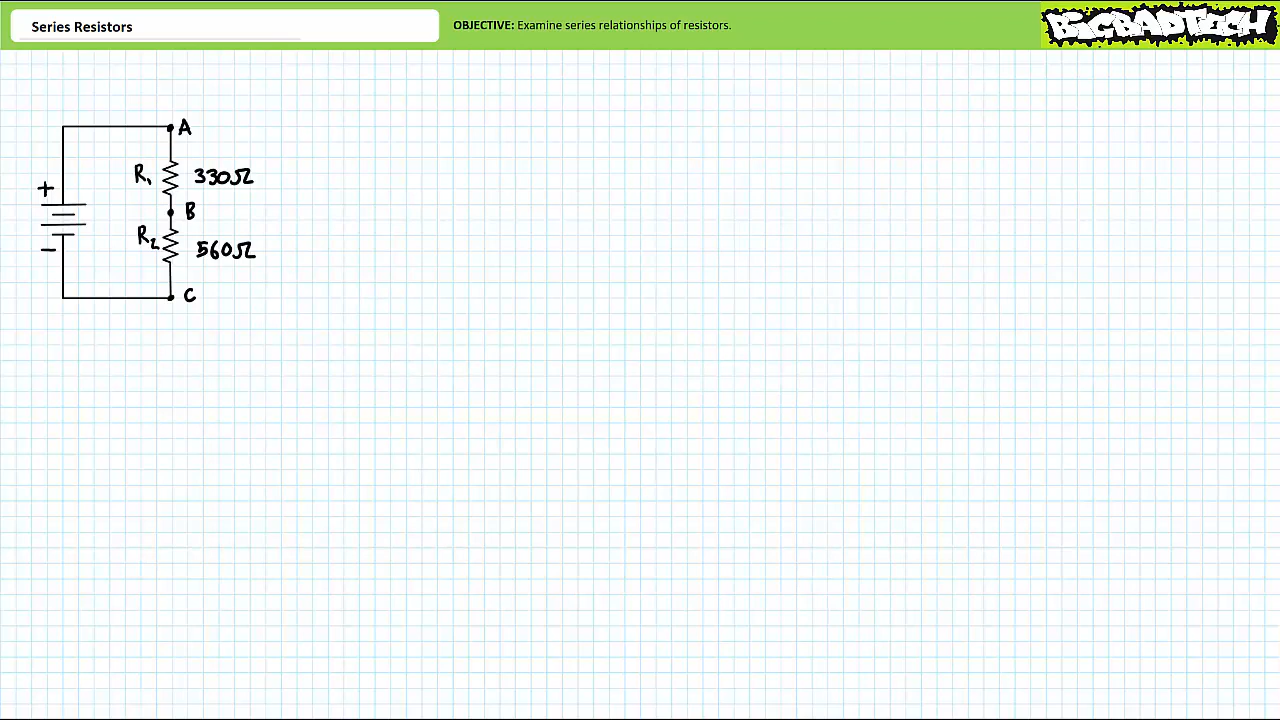 Series Resistors
OBJECTIVE: Examine series relationships of resistors.
BIGBADTECH
A
+
R₁ 330Ω
B
R₂ 560Ω
−
C